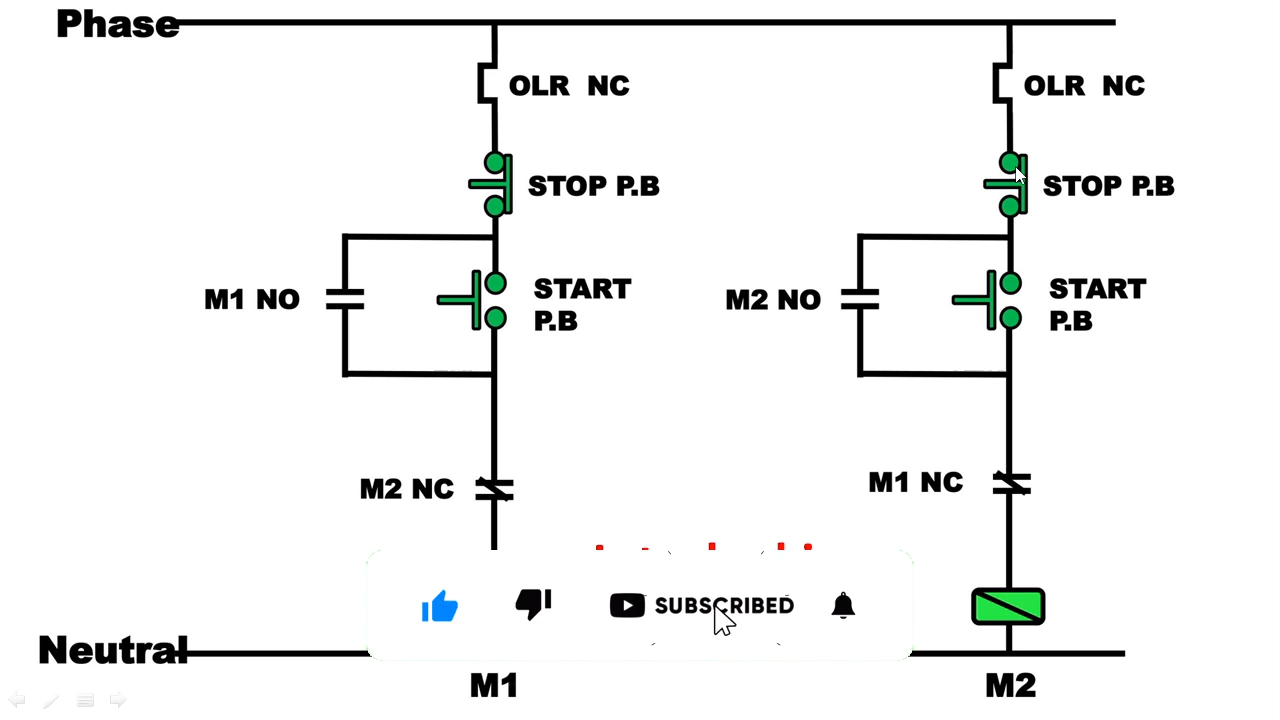 Phase
OLR NC
OLR NC
STOP P.B
STOP P.B
M1 NO
START
P.B
M2 NO
START
P.B
M2 NC
M1 NC
SUBSCRIBED
Neutral
M1
M2